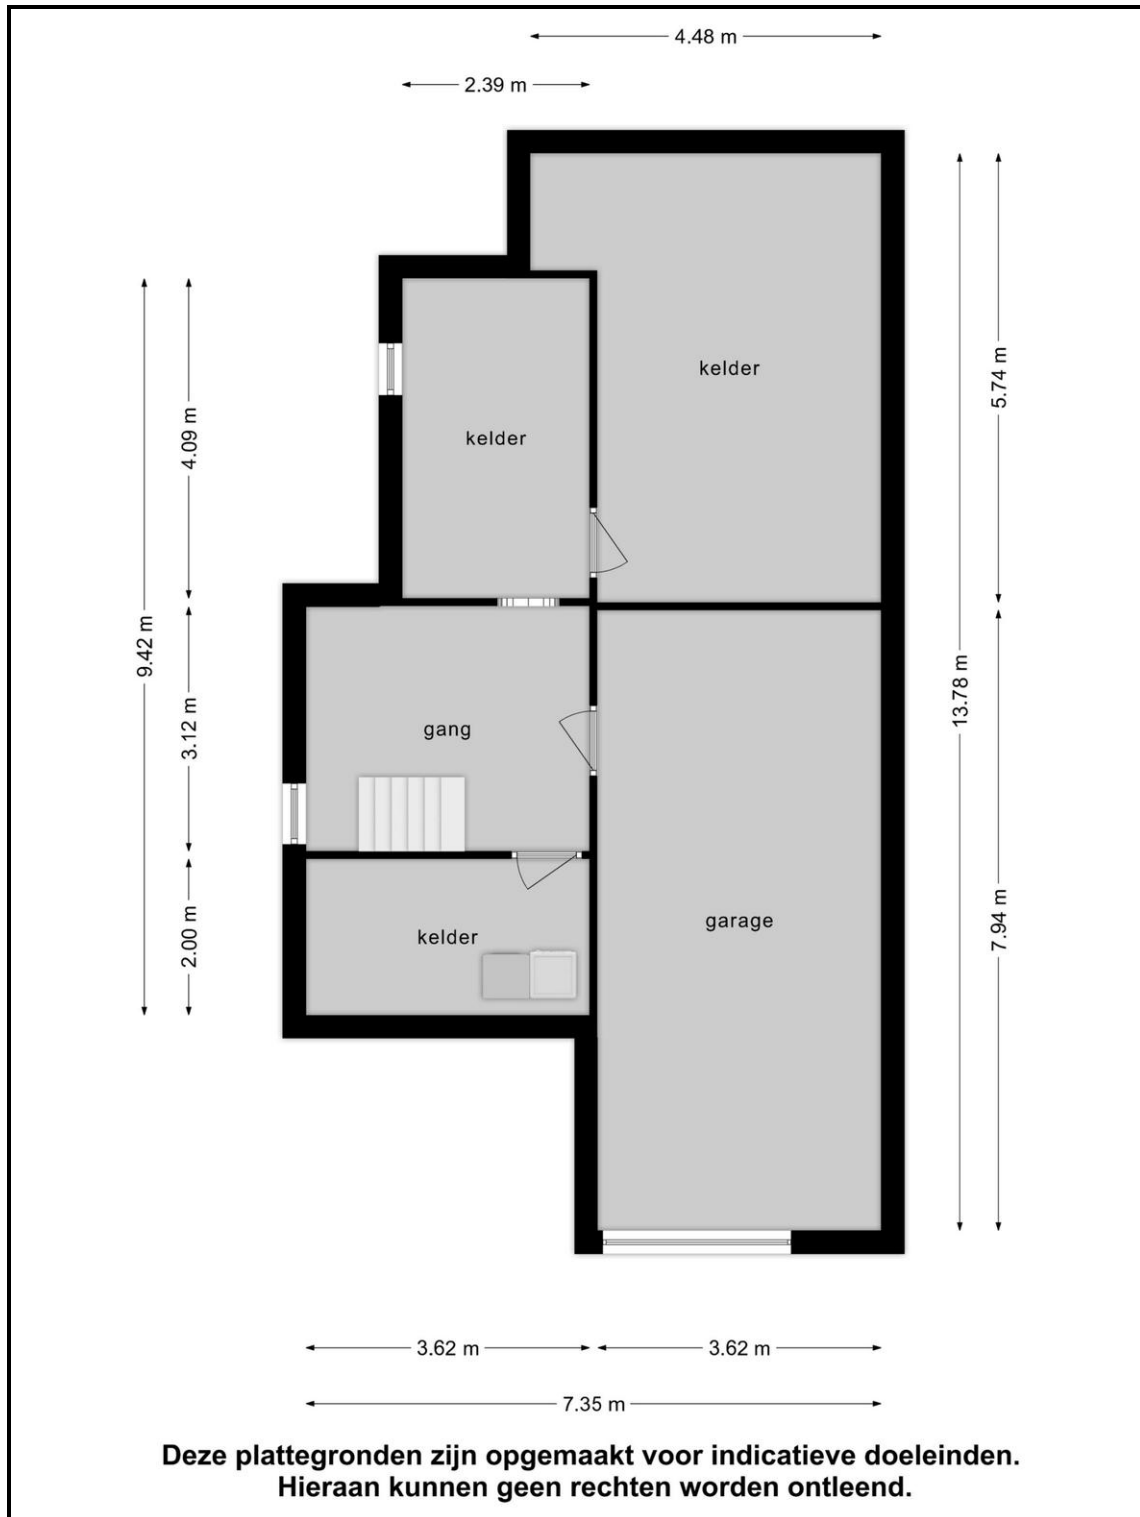 4.48 m
2.39 m
kelder
5.74 m
kelder
4.09 m
9.42 m
13.78 m
gang
3.12 m
garage
7.94 m
kelder
2.00 m
3.62 m
3.62 m
7.35 m
Deze plattegronden zijn opgemaakt voor indicatieve doeleinden.
Hieraan kunnen geen rechten worden ontleend.